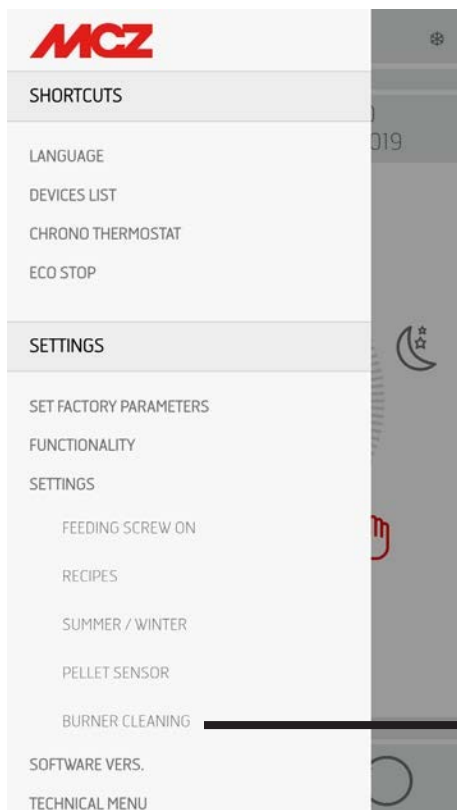 MCZ
SHORTCUTS
019
LANGUAGE
DEVICES LIST
CHRONO THERMOSTAT
ECO STOP
SETTINGS
SET FACTORY PARAMETERS
FUNCTIONALITY
SETTINGS
FEEDING SCREW ON
RECIPES
SUMMER / WINTER
PELLET SENSOR
BURNER CLEANING
SOFTWARE VERS.
TECHNICAL MENU